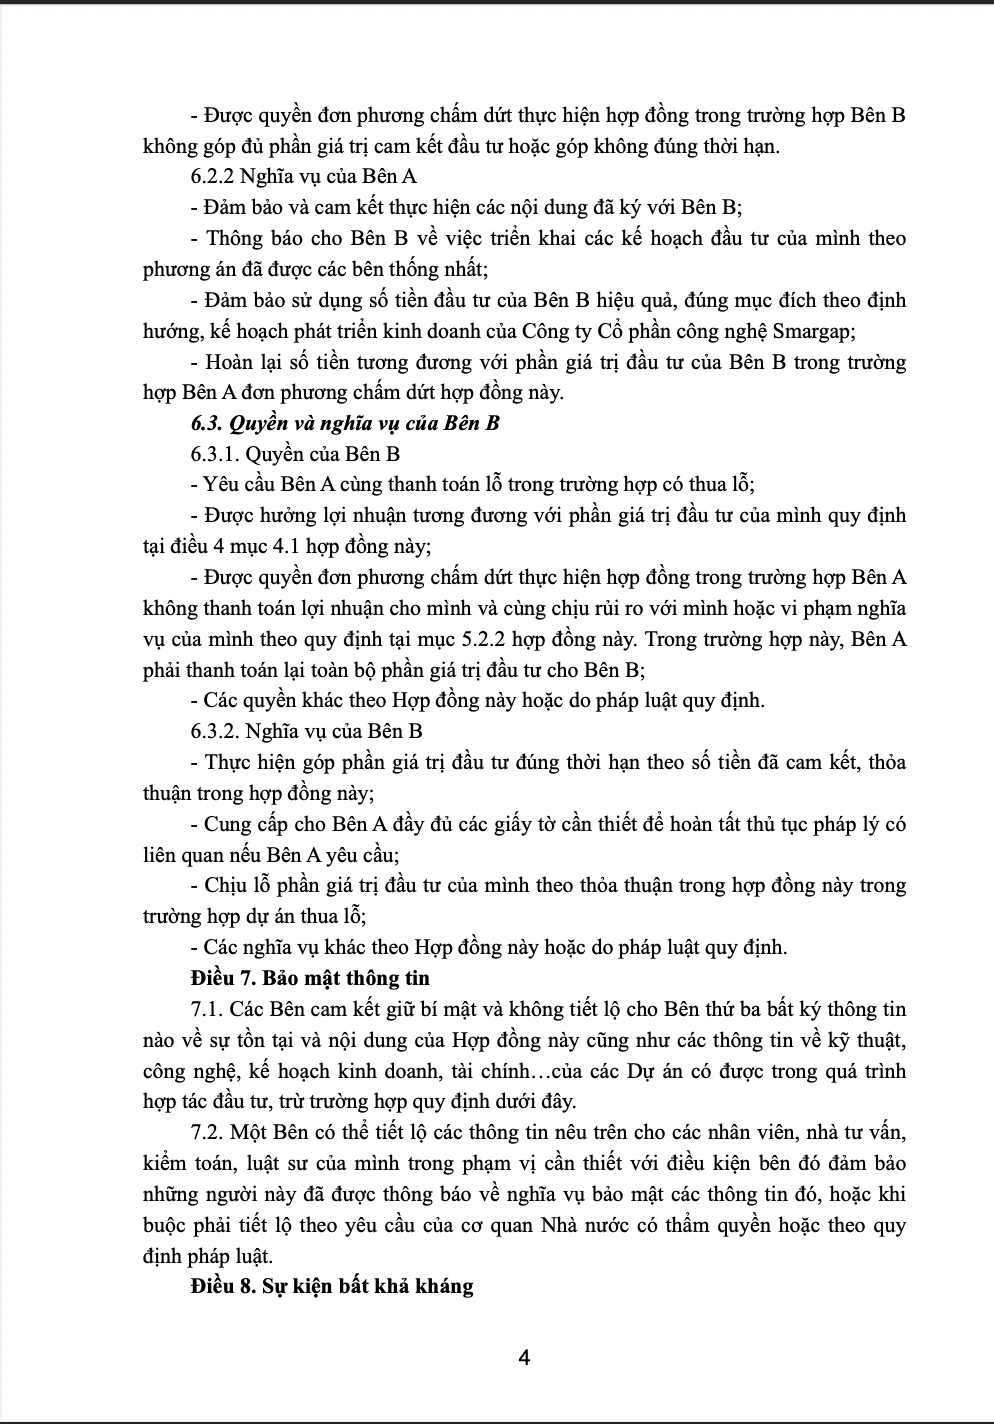 - Được quyền đơn phương chấm dứt thực hiện hợp đồng trong trường hợp Bên B
không góp đủ phần giá trị cam kết đầu tư hoặc góp không đúng thời hạn.
6.2.2 Nghĩa vụ của Bên A
- Đảm bảo và cam kết thực hiện các nội dung đã ký với Bên B;
- Thông báo cho Bên B về việc triển khai các kế hoạch đầu tư của mình theo
phương án đã được các bên thống nhất;
- Đảm bảo sử dụng số tiền đầu tư của Bên B hiệu quả, đúng mục đích theo định
hướng, kế hoạch phát triển kinh doanh của Công ty Cổ phần công nghệ Smargap;
- Hoàn lại số tiền tương đương với phần giá trị đầu tư của Bên B trong trường
hợp Bên A đơn phương chấm dứt hợp đồng này.
6.3. Quyền và nghĩa vụ của Bên B
6.3.1. Quyền của Bên B
- Yêu cầu Bên A cùng thanh toán lỗ trong trường hợp có thua lỗ;
- Được hưởng lợi nhuận tương đương với phần giá trị đầu tư của mình quy định
tại điều 4 mục 4.1 hợp đồng này;
- Được quyền đơn phương chấm dứt thực hiện hợp đồng trong trường hợp Bên A
không thanh toán lợi nhuận cho mình và cùng chịu rủi ro với mình hoặc vi phạm nghĩa
vụ của mình theo quy định tại mục 5.2.2 hợp đồng này. Trong trường hợp này, Bên A
phải thanh toán lại toàn bộ phần giá trị đầu tư cho Bên B;
- Các quyền khác theo Hợp đồng này hoặc do pháp luật quy định.
6.3.2. Nghĩa vụ của Bên B
- Thực hiện góp phần giá trị đầu tư đúng thời hạn theo số tiền đã cam kết, thỏa
thuận trong hợp đồng này;
- Cung cấp cho Bên A đầy đủ các giấy tờ cần thiết để hoàn tất thủ tục pháp lý có
liên quan nếu Bên A yêu cầu;
- Chịu lỗ phần giá trị đầu tư của mình theo thỏa thuận trong hợp đồng này trong
trường hợp dự án thua lỗ;
- Các nghĩa vụ khác theo Hợp đồng này hoặc do pháp luật quy định.
Điều 7. Bảo mật thông tin
7.1. Các Bên cam kết giữ bí mật và không tiết lộ cho Bên thứ ba bất kỳ thông tin
nào về sự tồn tại và nội dung của Hợp đồng này cũng như các thông tin về kỹ thuật,
công nghệ, kế hoạch kinh doanh, tài chính…của các Dự án có được trong quá trình
hợp tác đầu tư, trừ trường hợp quy định dưới đây.
7.2. Một Bên có thể tiết lộ các thông tin nêu trên cho các nhân viên, nhà tư vấn,
kiểm toán, luật sư của mình trong phạm vị cần thiết với điều kiện bên đó đảm bảo
những người này đã được thông báo về nghĩa vụ bảo mật các thông tin đó, hoặc khi
buộc phải tiết lộ theo yêu cầu của cơ quan Nhà nước có thẩm quyền hoặc theo quy
định pháp luật.
Điều 8. Sự kiện bất khả kháng
4